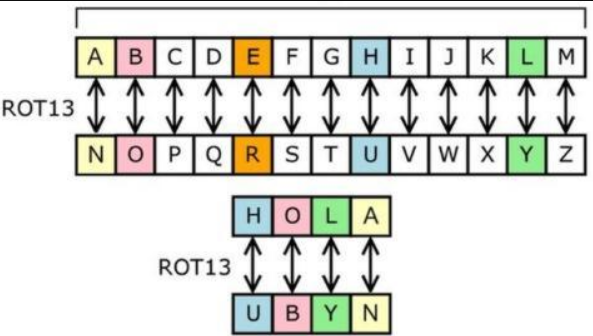 A B C D E F G H I J K L M
ROT13
N O P Q R S T U V W X Y Z
H O L A
ROT13
U B Y N